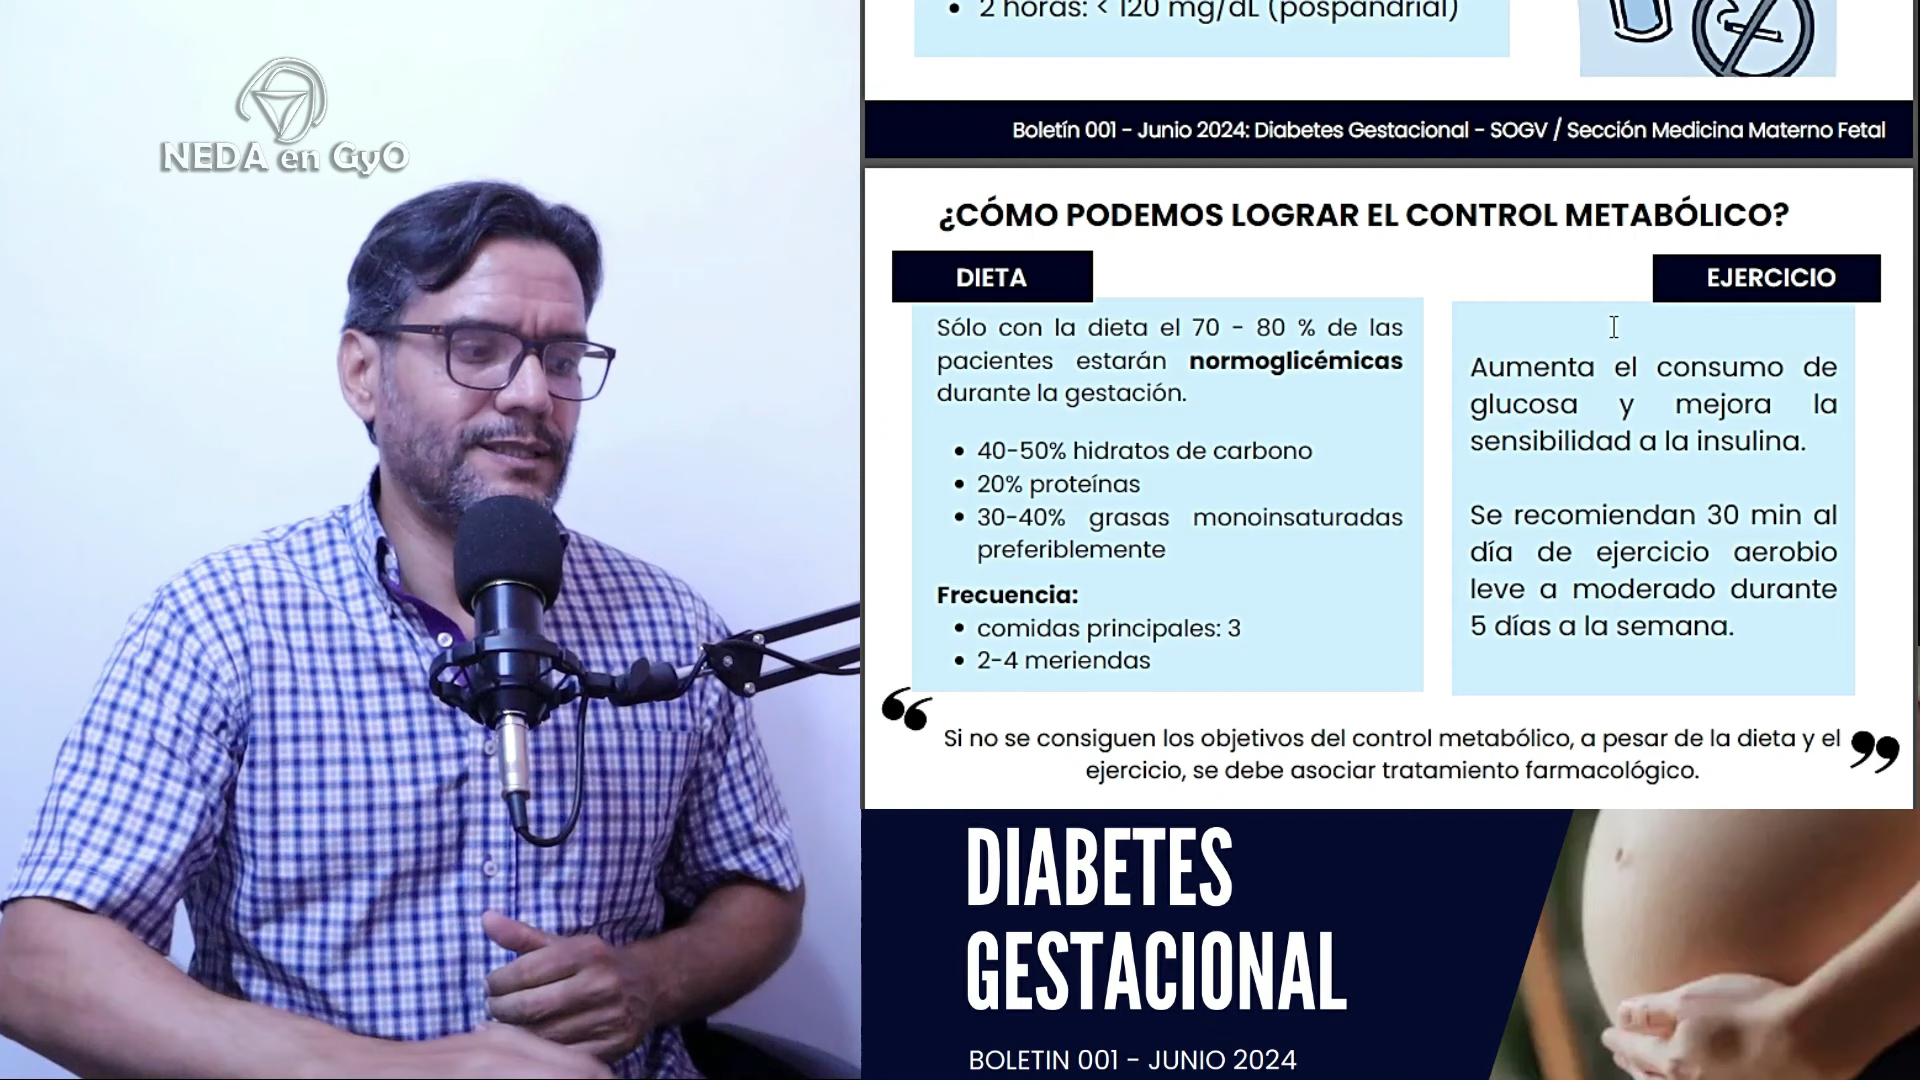 NEDA en GyO
• 2 horas: < 120 mg/dL (pospandrial)
Boletín 001 - Junio 2024: Diabetes Gestacional - SOGV / Sección Medicina Materno Fetal
¿CÓMO PODEMOS LOGRAR EL CONTROL METABÓLICO?
DIETA
Sólo con la dieta el 70 - 80 % de las
pacientes estarán normoglicémicas
durante la gestación.
• 40-50% hidratos de carbono
• 20% proteínas
• 30-40% grasas monoinsaturadas
preferiblemente
Frecuencia:
• comidas principales: 3
• 2-4 meriendas
EJERCICIO
Aumenta el consumo de
glucosa y mejora la
sensibilidad a la insulina.
Se recomiendan 30 min al
día de ejercicio aerobio
leve a moderado durante
5 días a la semana.
“ Si no se consiguen los objetivos del control metabólico, a pesar de la dieta y el
ejercicio, se debe asociar tratamiento farmacológico. ”
DIABETES
GESTACIONAL
BOLETIN 001 - JUNIO 2024